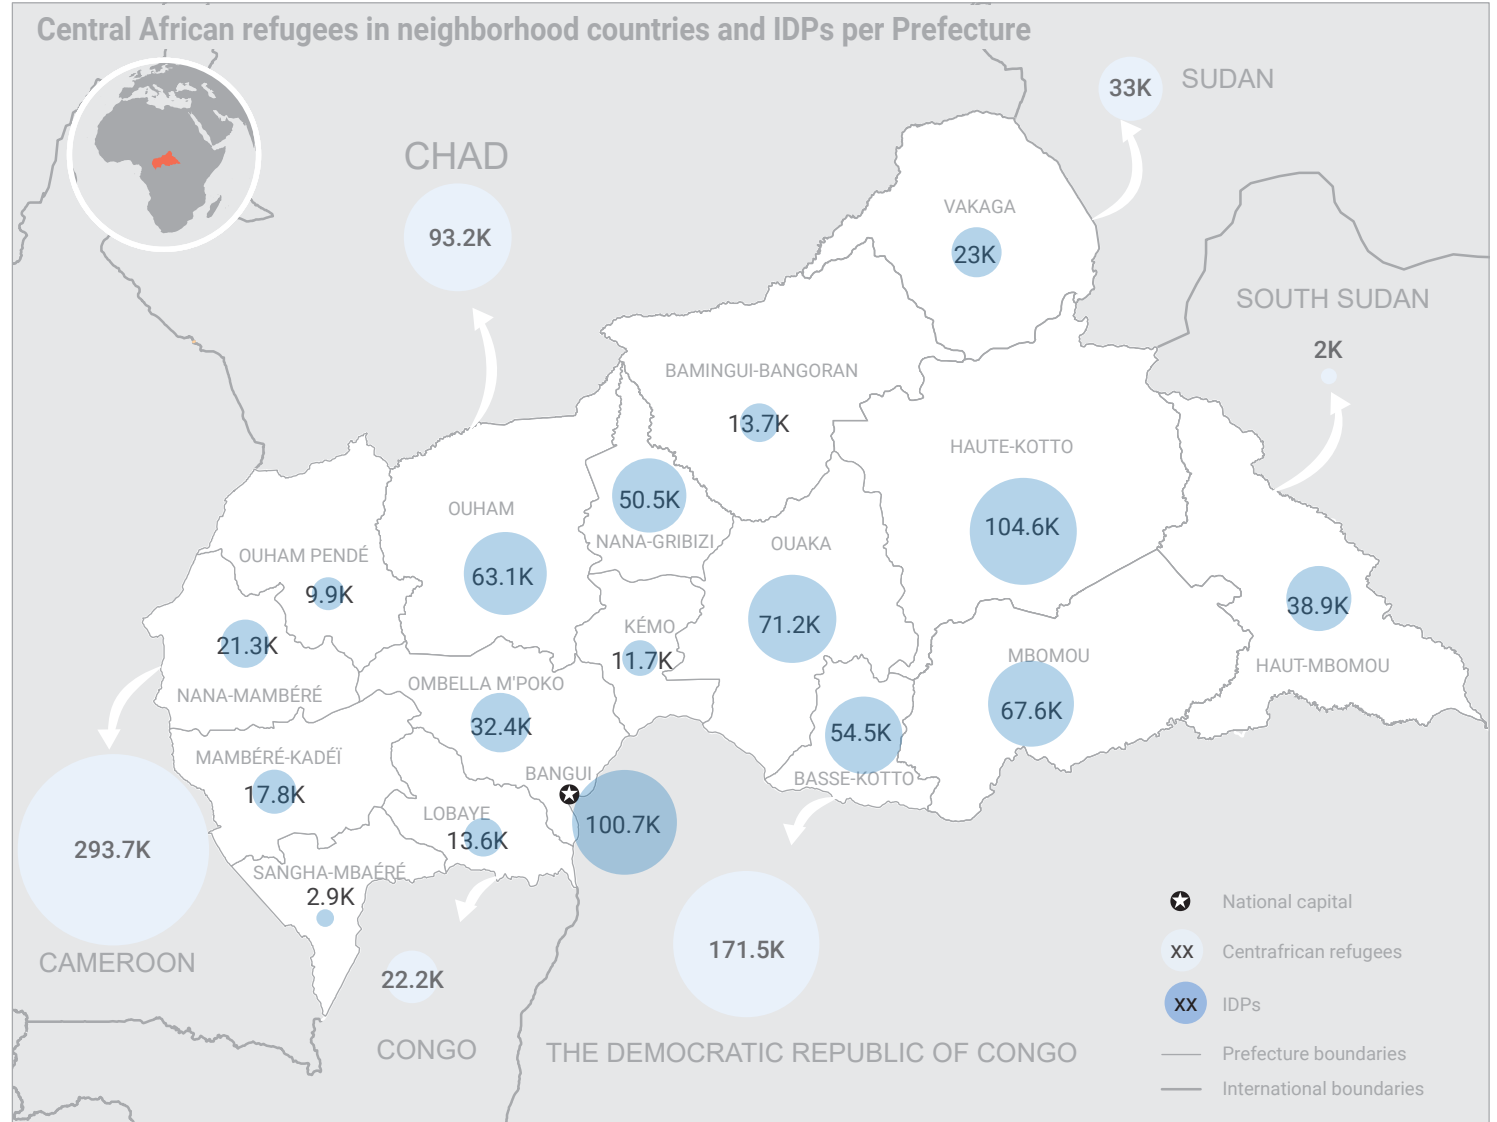 Central African refugees in neighborhood countries and IDPs per Prefecture
33K
SUDAN
CHAD
93.2K
VAKAGA
23K
SOUTH SUDAN
2K
BAMINGUI-BANGORAN
13.7K
HAUTE-KOTTO
104.6K
OUHAM
63.1K
50.5K
NANA-GRIBIZI
OUAKA
71.2K
OUHAM PENDÉ
9.9K
21.3K
NANA-MAMBÉRÉ
KÉMO
11.7K
38.9K
HAUT-MBOMOU
MBOMOU
67.6K
OMBELLA M'POKO
32.4K
54.5K
BASSE-KOTTO
MAMBÉRÉ-KADÉÏ
17.8K
BANGUI
100.7K
LOBAYE
13.6K
293.7K
CAMEROON
SANGHA-MBAÉRÉ
2.9K
22.2K
CONGO
171.5K
THE DEMOCRATIC REPUBLIC OF CONGO
National capital
XX Centrafrican refugees
XX IDPs
Prefecture boundaries
International boundaries